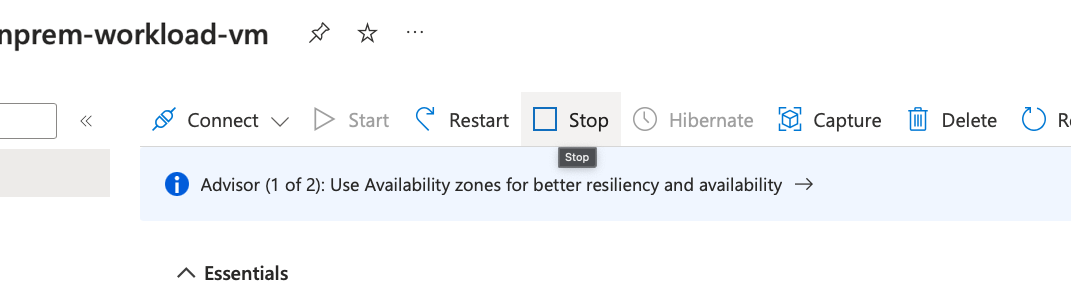 nprem-workload-vm
Connect Start Restart Stop Hibernate Capture Delete
Stop
Advisor (1 of 2): Use Availability zones for better resiliency and availability →
Essentials